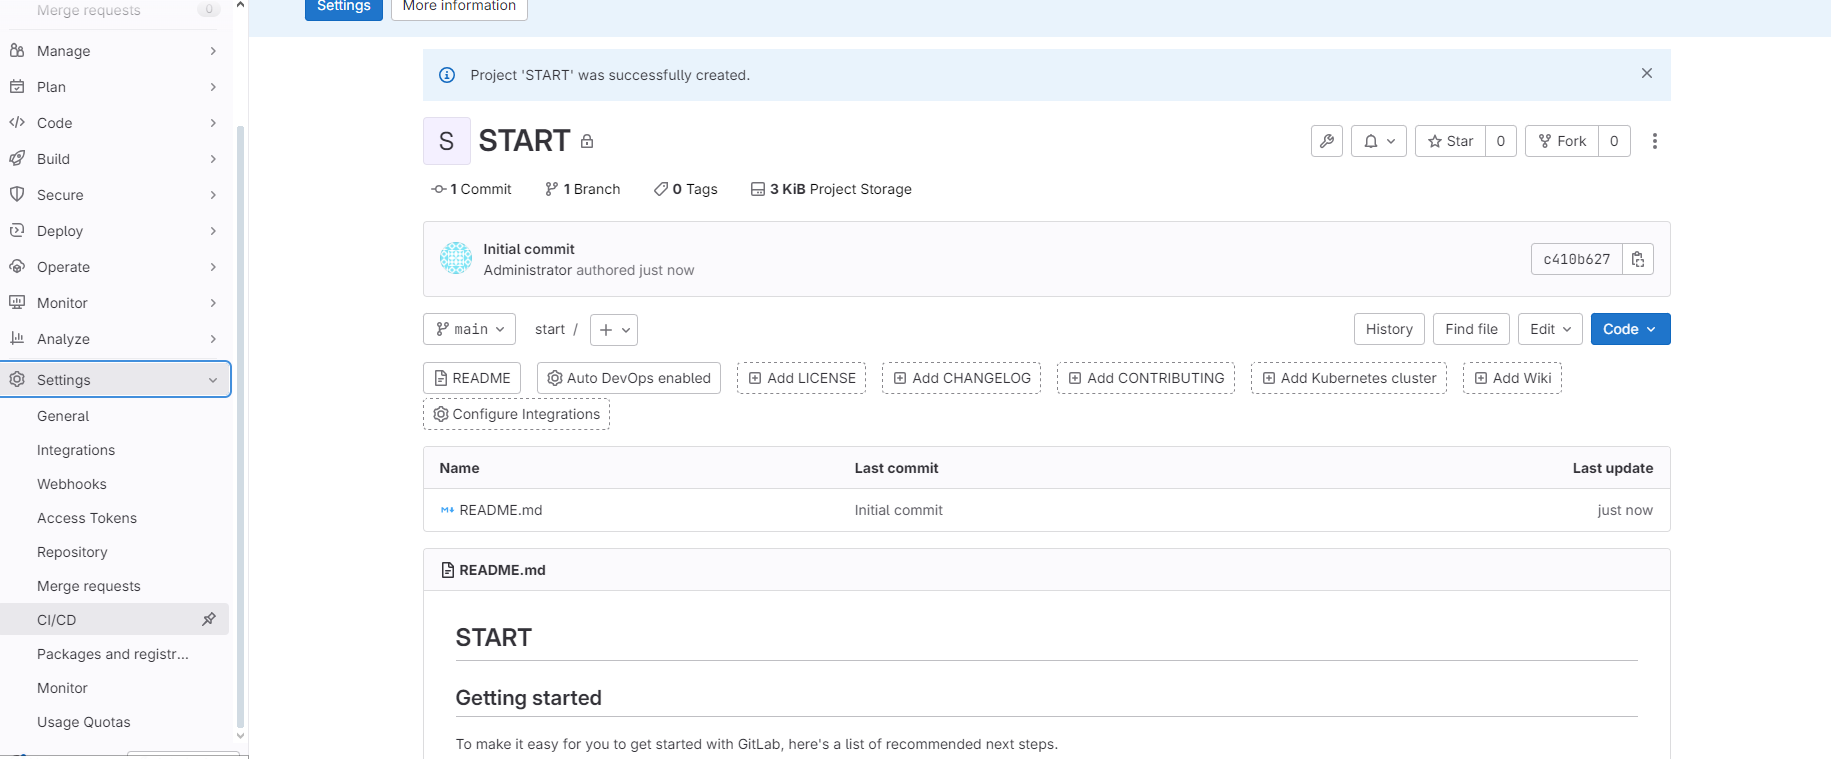 Merge requests 0
Manage
Plan
Code
Build
Secure
Deploy
Operate
Monitor
Analyze
Settings
General
Integrations
Webhooks
Access Tokens
Repository
Merge requests
CI/CD
Packages and registr...
Monitor
Usage Quotas
Settings More information
Project 'START' was successfully created.
S START
Star 0 Fork 0
1 Commit 1 Branch 0 Tags 3 KiB Project Storage
Initial commit
Administrator authored just now
c410b627
main start / History Find file Edit Code
README Auto DevOps enabled Add LICENSE Add CHANGELOG Add CONTRIBUTING Add Kubernetes cluster Add Wiki
Configure Integrations
Name Last commit Last update
README.md Initial commit just now
README.md
START
Getting started
To make it easy for you to get started with GitLab, here's a list of recommended next steps.